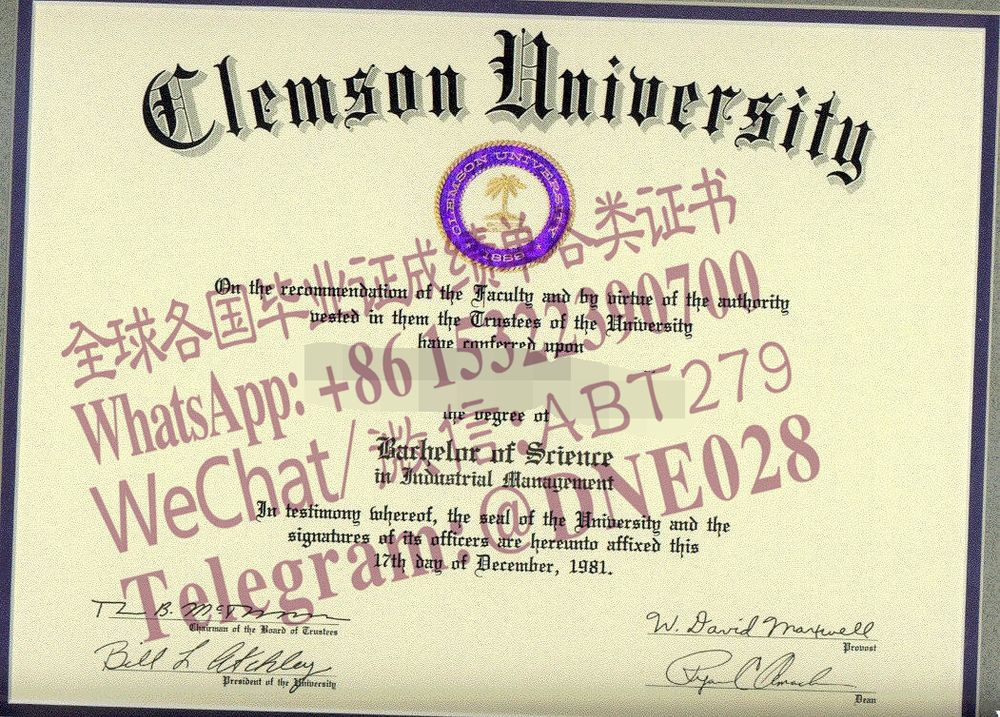 Clemson University
CLEMSON UNIVERSITY
1889
On the recommendation of the Faculty and by virtue of the authority
vested in them the Trustees of the University
have conferred upon
the degree of
Bachelor of Science
in Industrial Management
In testimony whereof, the seal of the University and the
signatures of its officers are hereunto affixed this
17th day of December, 1981.
B.
Chairman of the Board of Trustees
Bill L Atchley
President of the University
W. David Maxwell
Provost
Dean
全球各国毕业证成绩单各类证书
WhatsApp: +86 15322390700
WeChat/微信:ABT279
Telegram:@DNE028